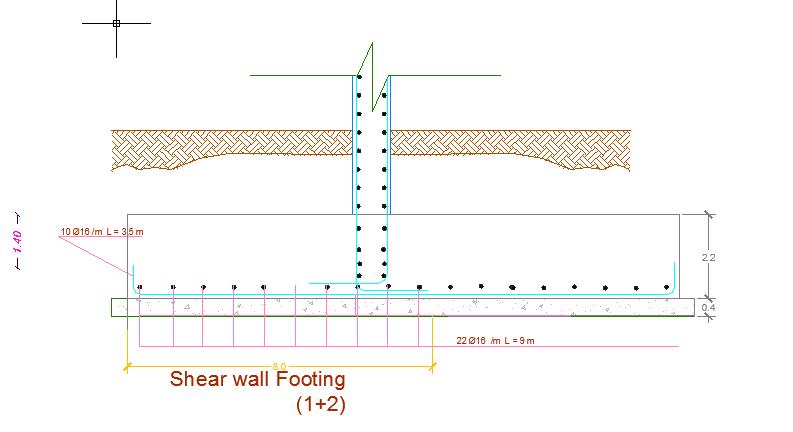 10 Ø16 /m L = 3.5 m
1.40
2.2
0.4
22 Ø16 /m L = 9 m
8.0
Shear wall Footing
(1+2)